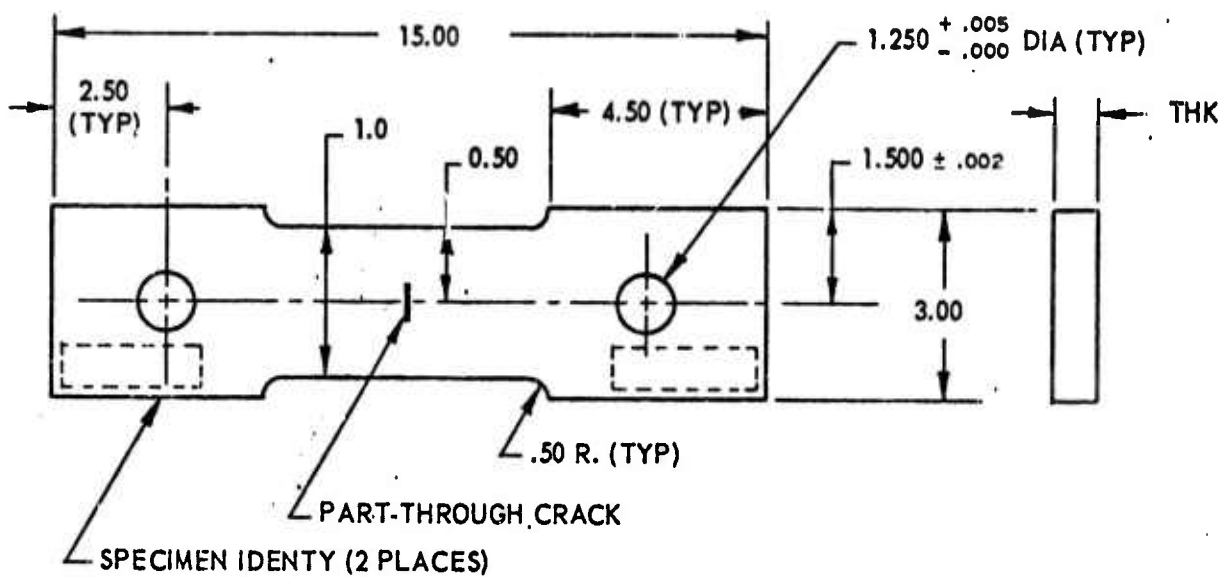 15.00
1.250 + .005 - .000 DIA (TYP)
2.50
(TYP)
4.50 (TYP)
THK
1.0
0.50
1.500 ± .002
3.00
.50 R. (TYP)
PART-THROUGH CRACK
SPECIMEN IDENTY (2 PLACES)